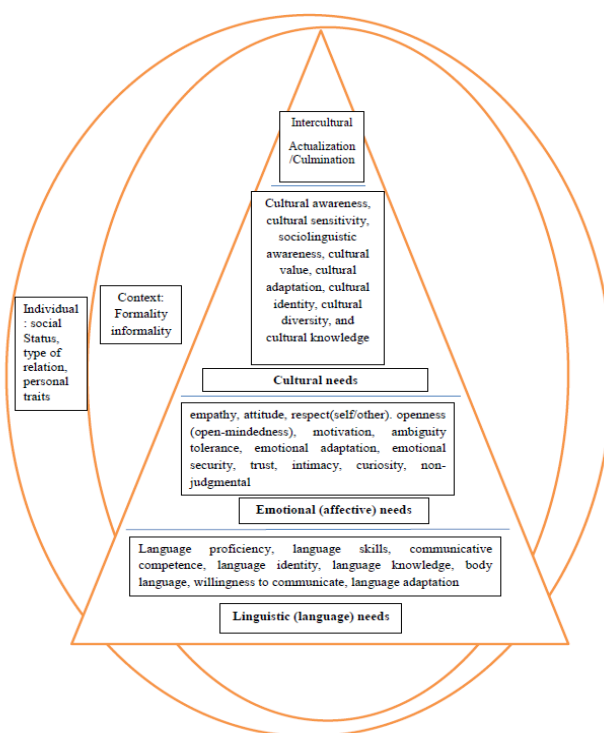 Intercultural
Actualization
/Culmination
Cultural awareness,
cultural sensitivity,
sociolinguistic
awareness, cultural
value, cultural
adaptation, cultural
identity, cultural
diversity, and
cultural knowledge
Individual
: social
Status,
type of
relation,
personal
traits
Context:
Formality
informality
Cultural needs
empathy, attitude, respect(self/other). openness
(open-mindedness), motivation, ambiguity
tolerance, emotional adaptation, emotional
security, trust, intimacy, curiosity, non-
judgmental
Emotional (affective) needs
Language proficiency, language skills, communicative
competence, language identity, language knowledge, body
language, willingness to communicate, language adaptation
Linguistic (language) needs